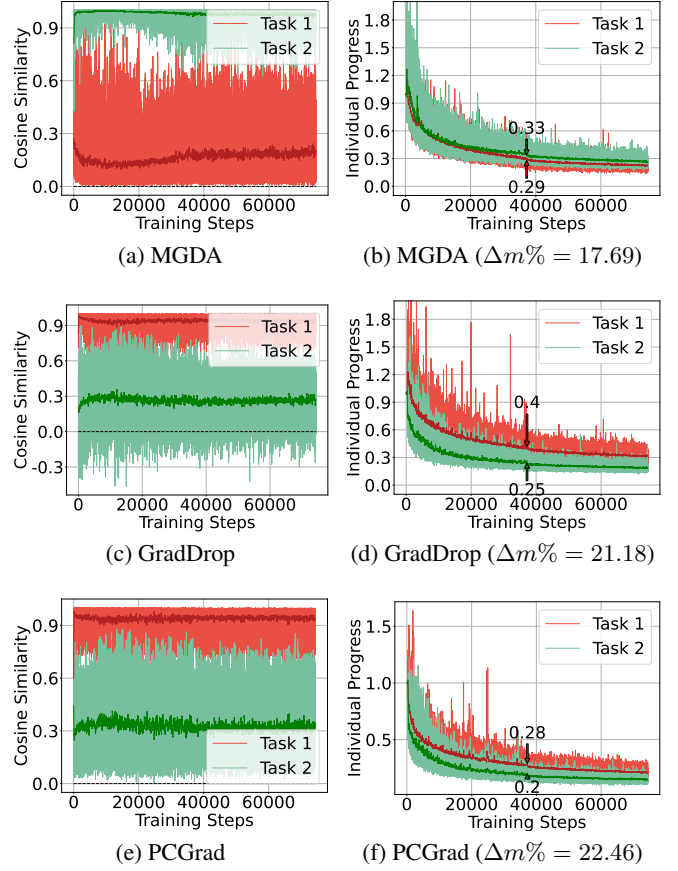 Cosine Similarity
0.9
0.6
0.3
0.0
Task 1
Task 2
0 20000 40000 60000
Training Steps
(a) MGDA
Individual Progress
1.8
1.5
1.2
0.9
0.6
0.3
0.0
Task 1
Task 2
0.33
0.29
0 20000 40000 60000
Training Steps
(b) MGDA (Δm% = 17.69)
Cosine Similarity
0.9
0.6
0.3
0.0
-0.3
Task 1
Task 2
0 20000 40000 60000
Training Steps
(c) GradDrop
Individual Progress
1.8
1.5
1.2
0.9
0.6
0.3
0.0
Task 1
Task 2
0.4
0.25
0 20000 40000 60000
Training Steps
(d) GradDrop (Δm% = 21.18)
Cosine Similarity
0.9
0.6
0.3
0.0
Task 1
Task 2
0 20000 40000 60000
Training Steps
(e) PCGrad
Individual Progress
1.5
1.0
0.5
Task 1
Task 2
0.28
0.2
0 20000 40000 60000
Training Steps
(f) PCGrad (Δm% = 22.46)